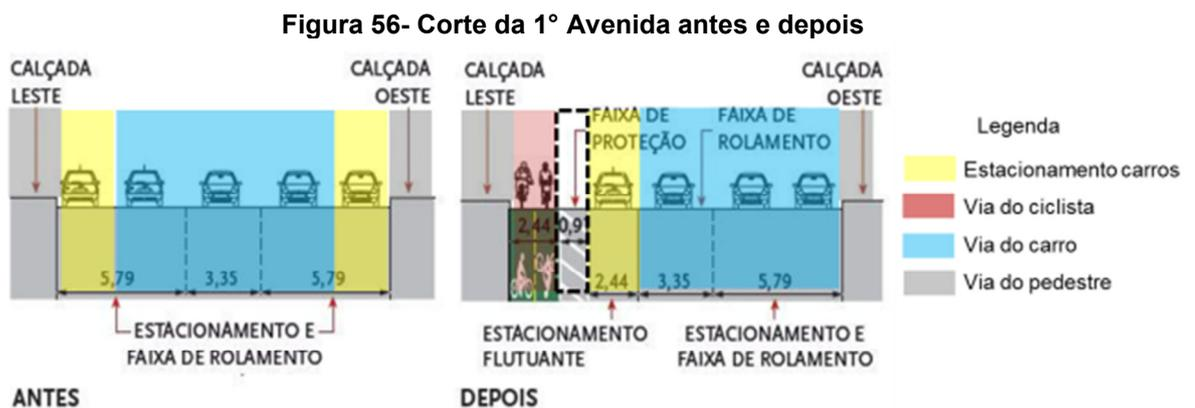 Figura 56- Corte da 1° Avenida antes e depois
CALÇADA
LESTE
CALÇADA
OESTE
5,79
3,35
5,79
ESTACIONAMENTO E
FAIXA DE ROLAMENTO
ANTES
CALÇADA
LESTE
CALÇADA
OESTE
FAIXA DE
PROTEÇÃO
FAIXA DE
ROLAMENTO
2,44
0,91
2,44
3,35
5,79
ESTACIONAMENTO
FLUTUANTE
ESTACIONAMENTO E
FAIXA DE ROLAMENTO
DEPOIS
Legenda
Estacionamento carros
Via do ciclista
Via do carro
Via do pedestre